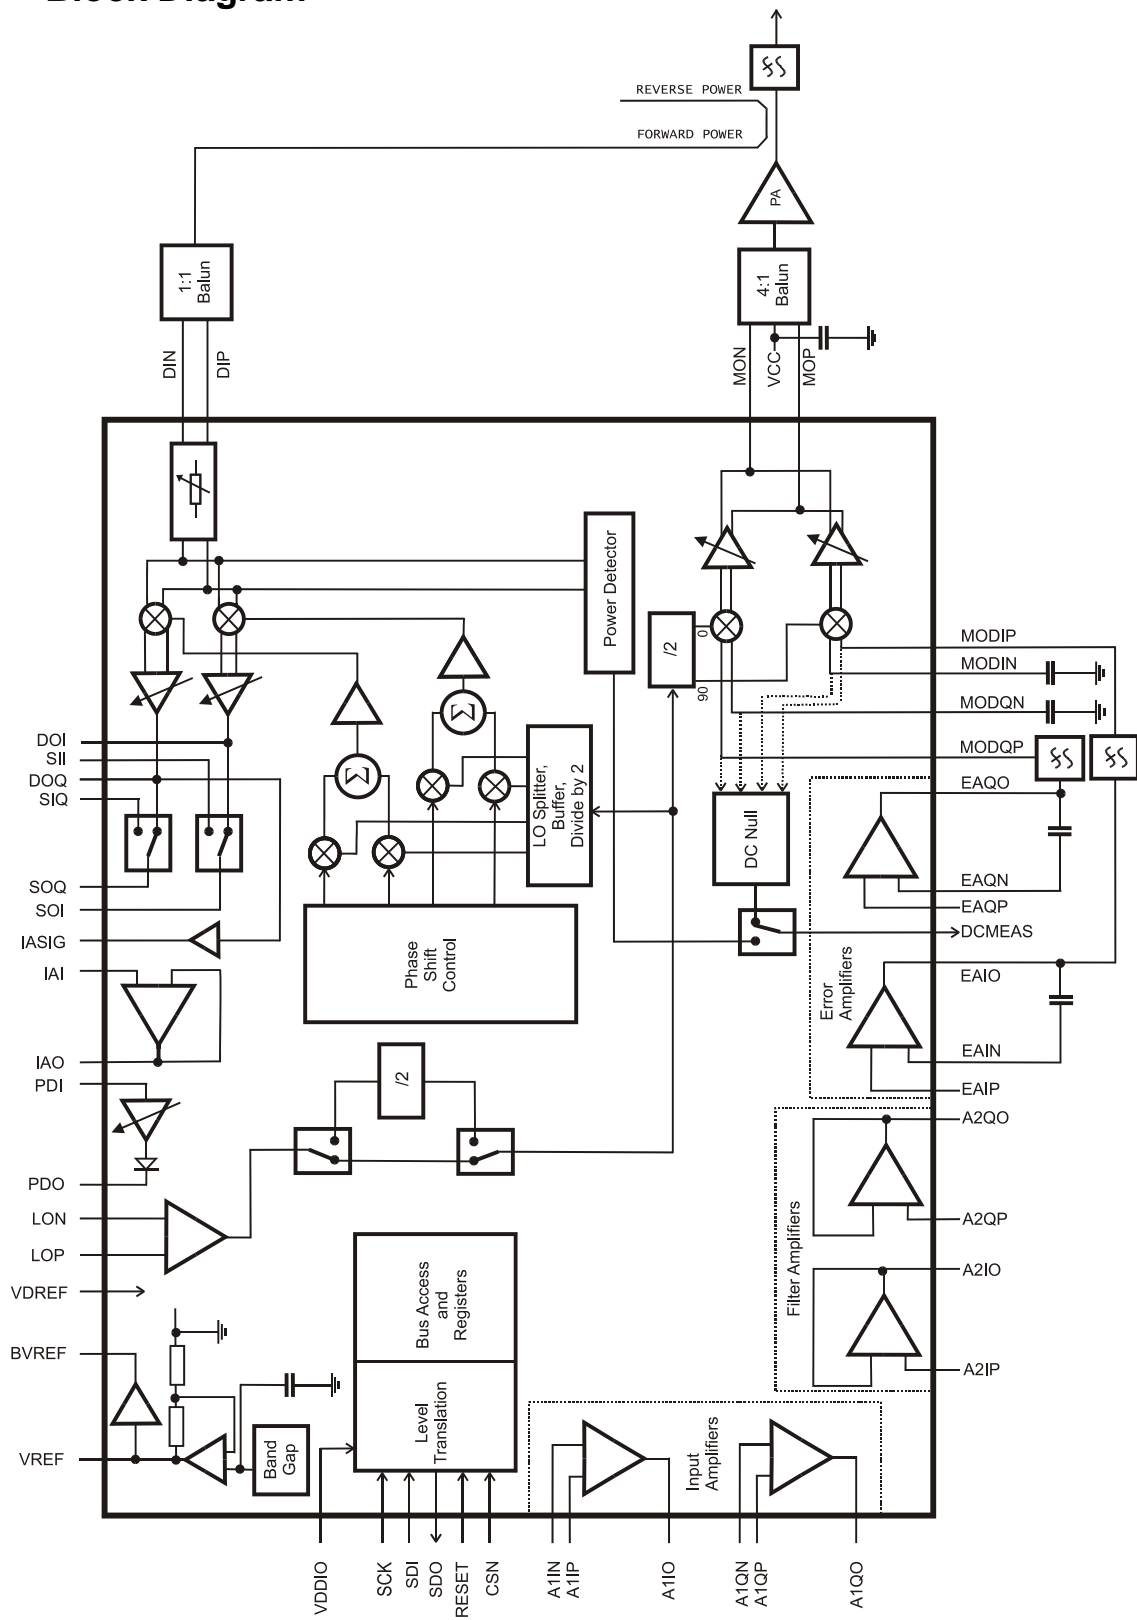 Block Diagram
REVERSE POWER
FORWARD POWER
PA
1:1
Balun
4:1
Balun
DIN
DIP
MON
VCC
MOP
Power Detector
/2
0
90
MODIP
MODIN
MODQN
MODQP
DOI
SII
DOQ
SIQ
Σ
Σ
LO Splitter,
Buffer,
Divide by 2
DC Null
EAQO
SOQ
SOI
IASIG
IAI
EAQN
EAQP
DCMEAS
EAIO
Phase
Shift
Control
Error
Amplifiers
IAO
PDI
/2
EAIN
EAIP
A2QO
PDO
LON
LOP
VDREF
A2QP
A2IO
Filter Amplifiers
Bus Access
and
Registers
BVREF
A2IP
Level
Translation
VREF
Band
Gap
Input
Amplifiers
VDDIO
SCK
SDI
SDO
RESET
CSN
A1IN
A1IP
A1IO
A1QN
A1QP
A1QO